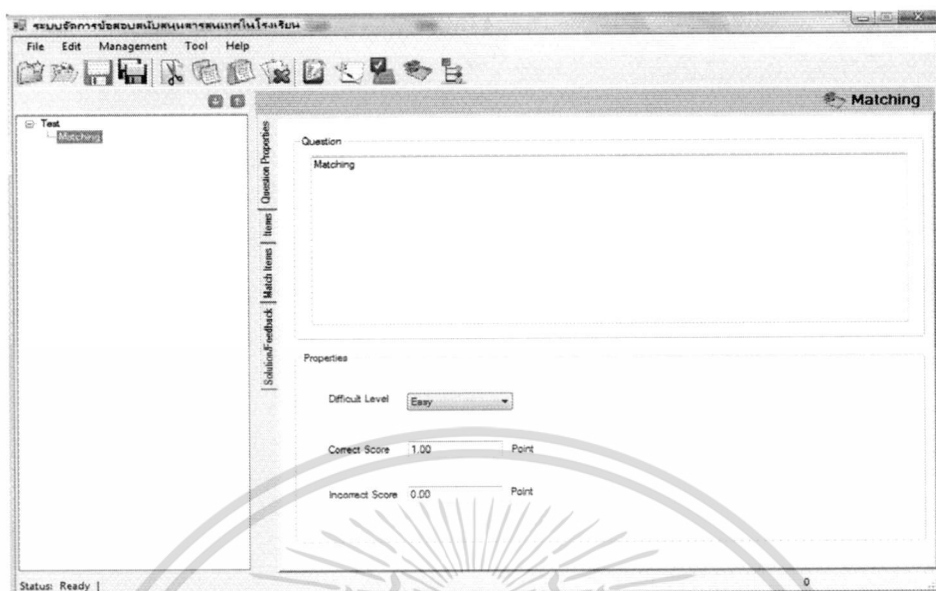 ระบบจัดการข้อสอบสนับสนุนสารสนเทศในโรงเรียน
File Edit Management Tool Help
Matching
Test
Matching
Question Properties
Items
Match Items
Solution/Feedback
Question
Matching
Properties
Difficult Level Easy
Correct Score 1.00 Point
Incorrect Score 0.00 Point
Status: Ready |
0